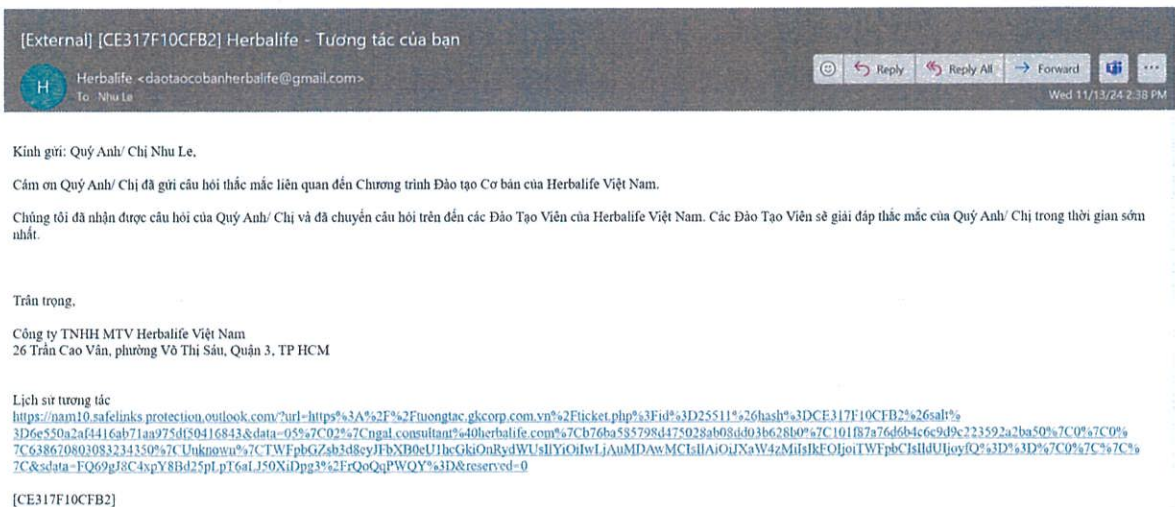 [External] [CE317F10CFB2] Herbalife - Tương tác của bạn
Herbalife <daotaocobanherbalife@gmail.com>
To Nhu Le
Reply
Reply All
Forward
Wed 11/13/24 2:38 PM
H
Kính gửi: Quý Anh/ Chị Nhu Le,
Cảm ơn Quý Anh/ Chị đã gửi câu hỏi thắc mắc liên quan đến Chương trình Đào tạo Cơ bản của Herbalife Việt Nam.
Chúng tôi đã nhận được câu hỏi của Quý Anh/ Chị và đã chuyển câu hỏi trên đến các Đào Tạo Viên của Herbalife Việt Nam. Các Đào Tạo Viên sẽ giải đáp thắc mắc của Quý Anh/ Chị trong thời gian sớm
nhất.
Trân trọng,
Công ty TNHH MTV Herbalife Việt Nam
26 Trần Cao Vân, phường Võ Thị Sáu, Quận 3, TP HCM
Lịch sử tương tác
https://nam10.safelinks.protection.outlook.com/?url=https%3A%2F%2Ftuongtac.gkcorp.com.vn%2Fticket.php%3Fid%3D25511%26hash%3DCE317F10CFB2%26salt%
[CE317F10CFB2]